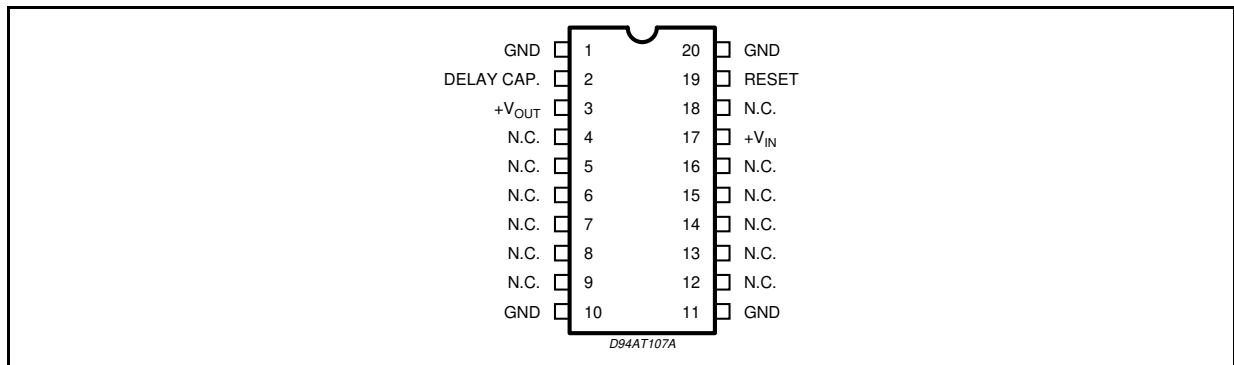 GND 1 20 GND
DELAY CAP. 2 19 RESET
+VOUT 3 18 N.C.
N.C. 4 17 +VIN
N.C. 5 16 N.C.
N.C. 6 15 N.C.
N.C. 7 14 N.C.
N.C. 8 13 N.C.
N.C. 9 12 N.C.
GND 10 11 GND
D94AT107A